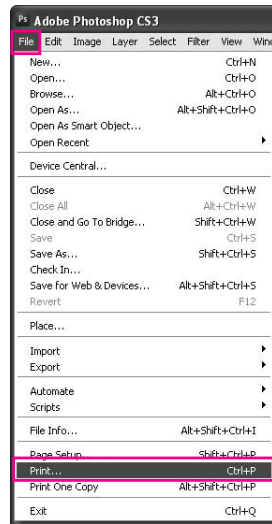 Ps Adobe Photoshop CS3
File Edit Image Layer Select Filter View
New... Ctrl+N
Open... Ctrl+O
Browse... Alt+Ctrl+O
Open As... Alt+Shift+Ctrl+O
Open As Smart Object...
Open Recent
Device Central...
Close Ctrl+W
Close All Alt+Ctrl+W
Close and Go To Bridge... Shift+Ctrl+W
Save Ctrl+S
Save As... Shift+Ctrl+S
Check In...
Save for Web & Devices... Alt+Shift+Ctrl+S
Revert F12
Place...
Import
Export
Automate
Scripts
File Info... Alt+Shift+Ctrl+I
Page Setup... Shift+Ctrl+P
Print... Ctrl+P
Print One Copy Alt+Shift+Ctrl+P
Exit Ctrl+Q